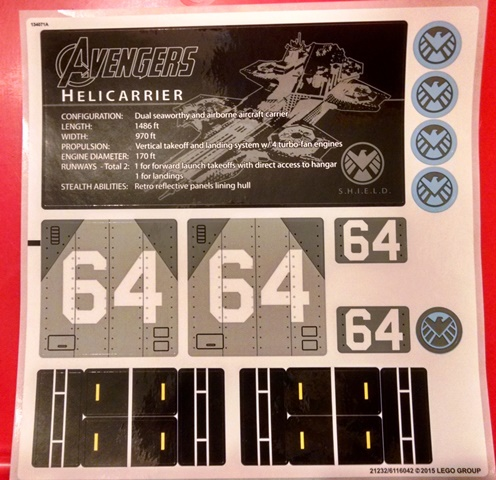 134071A
AVENGERS
HELICARRIER
CONFIGURATION: Dual seaworthy and airborne aircraft carrier
LENGTH: 1486 ft
WIDTH: 970 ft
PROPULSION: Vertical takeoff and landing system w/ 4 turbo-fan engines
ENGINE DIAMETER: 170 ft
RUNWAYS - Total 2: 1 for forward launch takeoffs with direct access to hangar
1 for landings
STEALTH ABILITIES: Retro reflective panels lining hull
S.H.I.E.L.D.
64
64
64
64
21232/6116042 ©2015 LEGO GROUP